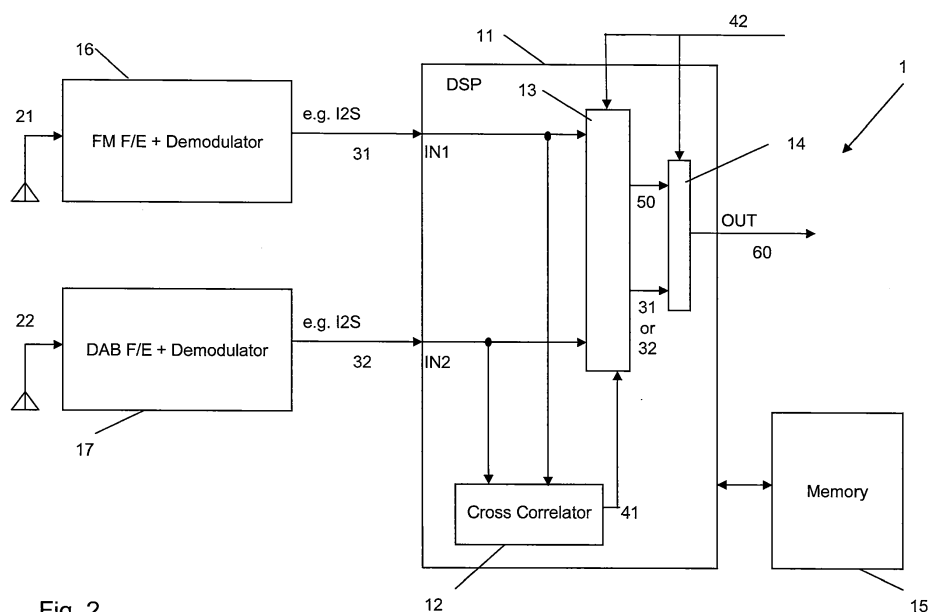 42
16
11
1
DSP
13
21
e.g. I2S
FM F/E + Demodulator
14
31
IN1
50
OUT
60
22
e.g. I2S
31
or
32
DAB F/E + Demodulator
32
IN2
17
Memory
Cross Correlator
41
Fig. 2
12
15